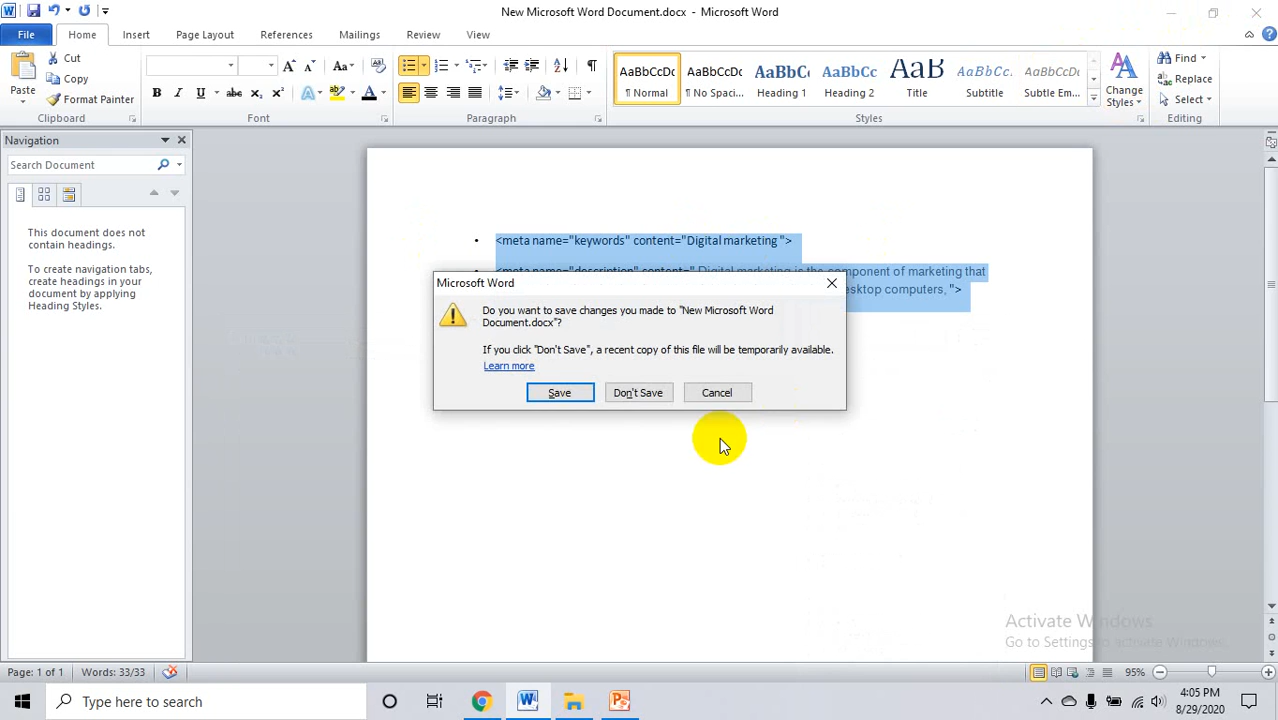 New Microsoft Word Document.docx - Microsoft Word
File Home Insert Page Layout References Mailings Review View
Paste
Cut
Copy
Format Painter
Clipboard
Font
Paragraph
AaBbCcDc
¶ Normal
AaBbCcDc
¶ No Spaci...
AaBbCc
Heading 1
AaBbCc
Heading 2
AaB
Title
AaBbCc.
Subtitle
AaBbCcDc
Subtle Em...
Change
Styles
Styles
Find
Replace
Select
Editing
Navigation
Search Document
This document does not
contain headings.
To create navigation tabs,
create headings in your
document by applying
Heading Styles.
• <meta name="keywords" content="Digital marketing ">
• <meta name="description" content=" Digital marketing is the component of marketing that
desktop computers, ">
Microsoft Word
Do you want to save changes you made to "New Microsoft Word
Document.docx"?
If you click "Don't Save", a recent copy of this file will be temporarily available.
Learn more
Save Don't Save Cancel
Activate Windows
Go to Settings to activate Windows.
Page: 1 of 1 Words: 33/33 95%
Type here to search
4:05 PM
8/29/2020